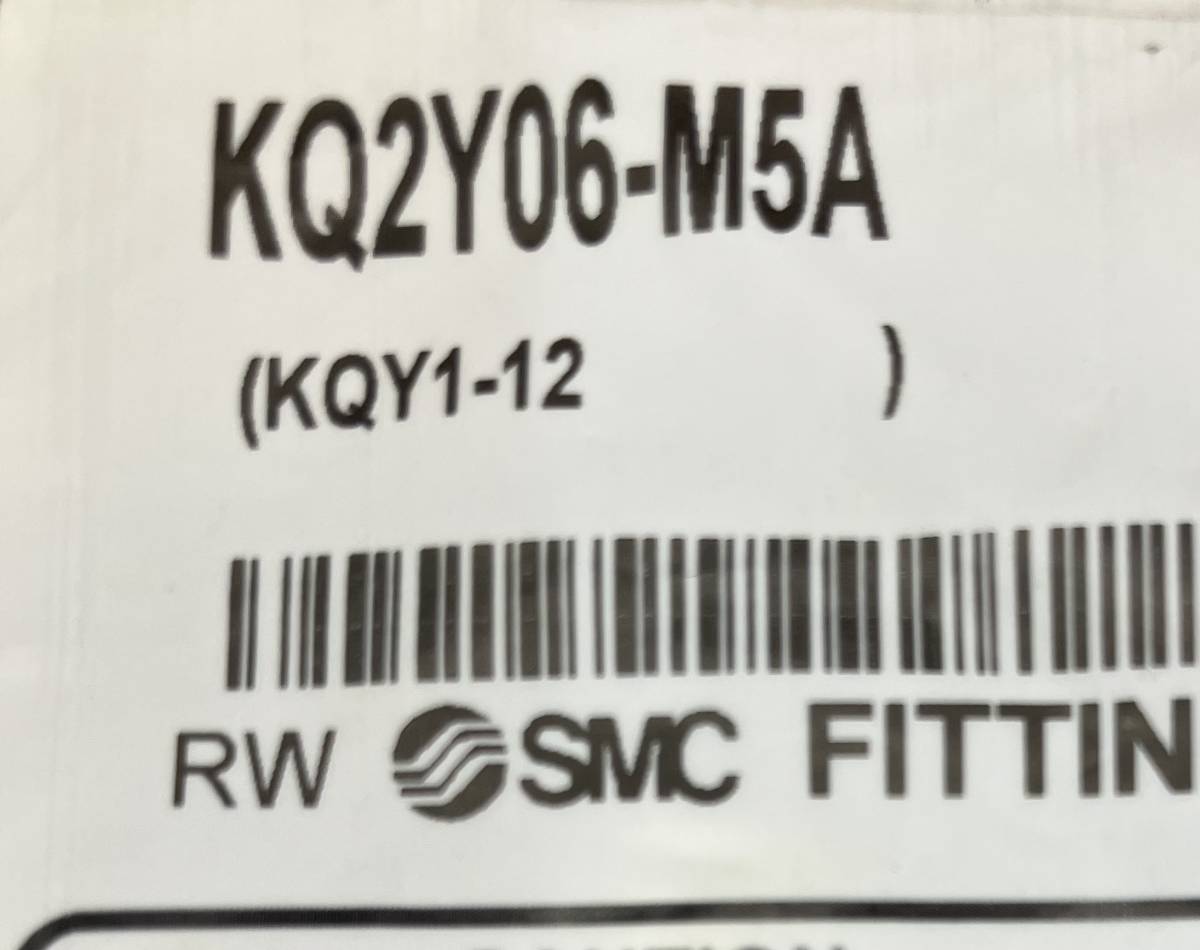 KQ2Y06-M5A
(KQY1-12 )
RW SMC FITTIN